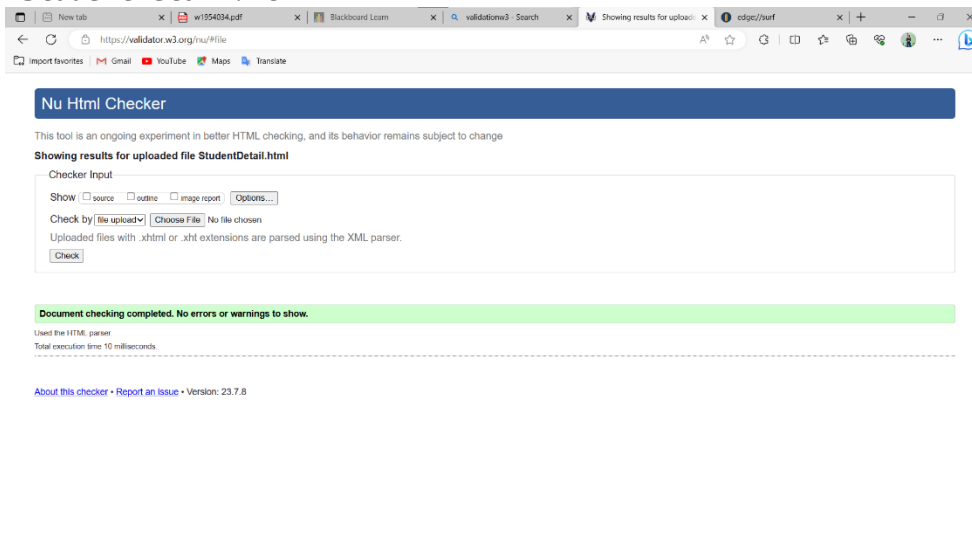 New tab
w1954034.pdf
Blackboard Learn
validationw3 - Search
Showing results for upload
edge://surf
https://validator.w3.org/nu/#file
Import favorites
Gmail
YouTube
Maps
Translate
Nu Html Checker
This tool is an ongoing experiment in better HTML checking, and its behavior remains subject to change
Showing results for uploaded file StudentDetail.html
Checker Input
Show source outline image report Options...
Check by file upload Choose File No file chosen
Uploaded files with .xhtml or .xht extensions are parsed using the XML parser.
Check
Document checking completed. No errors or warnings to show.
Used the HTML parser
Total execution time 10 milliseconds.
About this checker • Report an issue • Version: 23.7.8